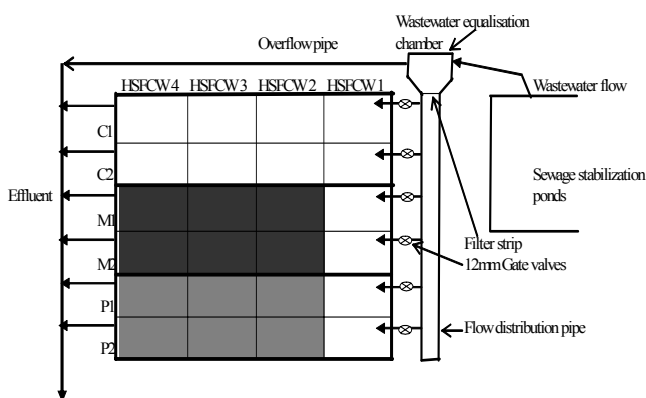 Wastewater equalisation
chamber
Overflow pipe
Wastewater flow
HSFCW4 HSFCW3 HSFCW2 HSFCW1
C1
C2
Sewage stabilization
ponds
Effluent
M1
M2
Filter strip
12mm Gate valves
P1
P2
Flow distribution pipe